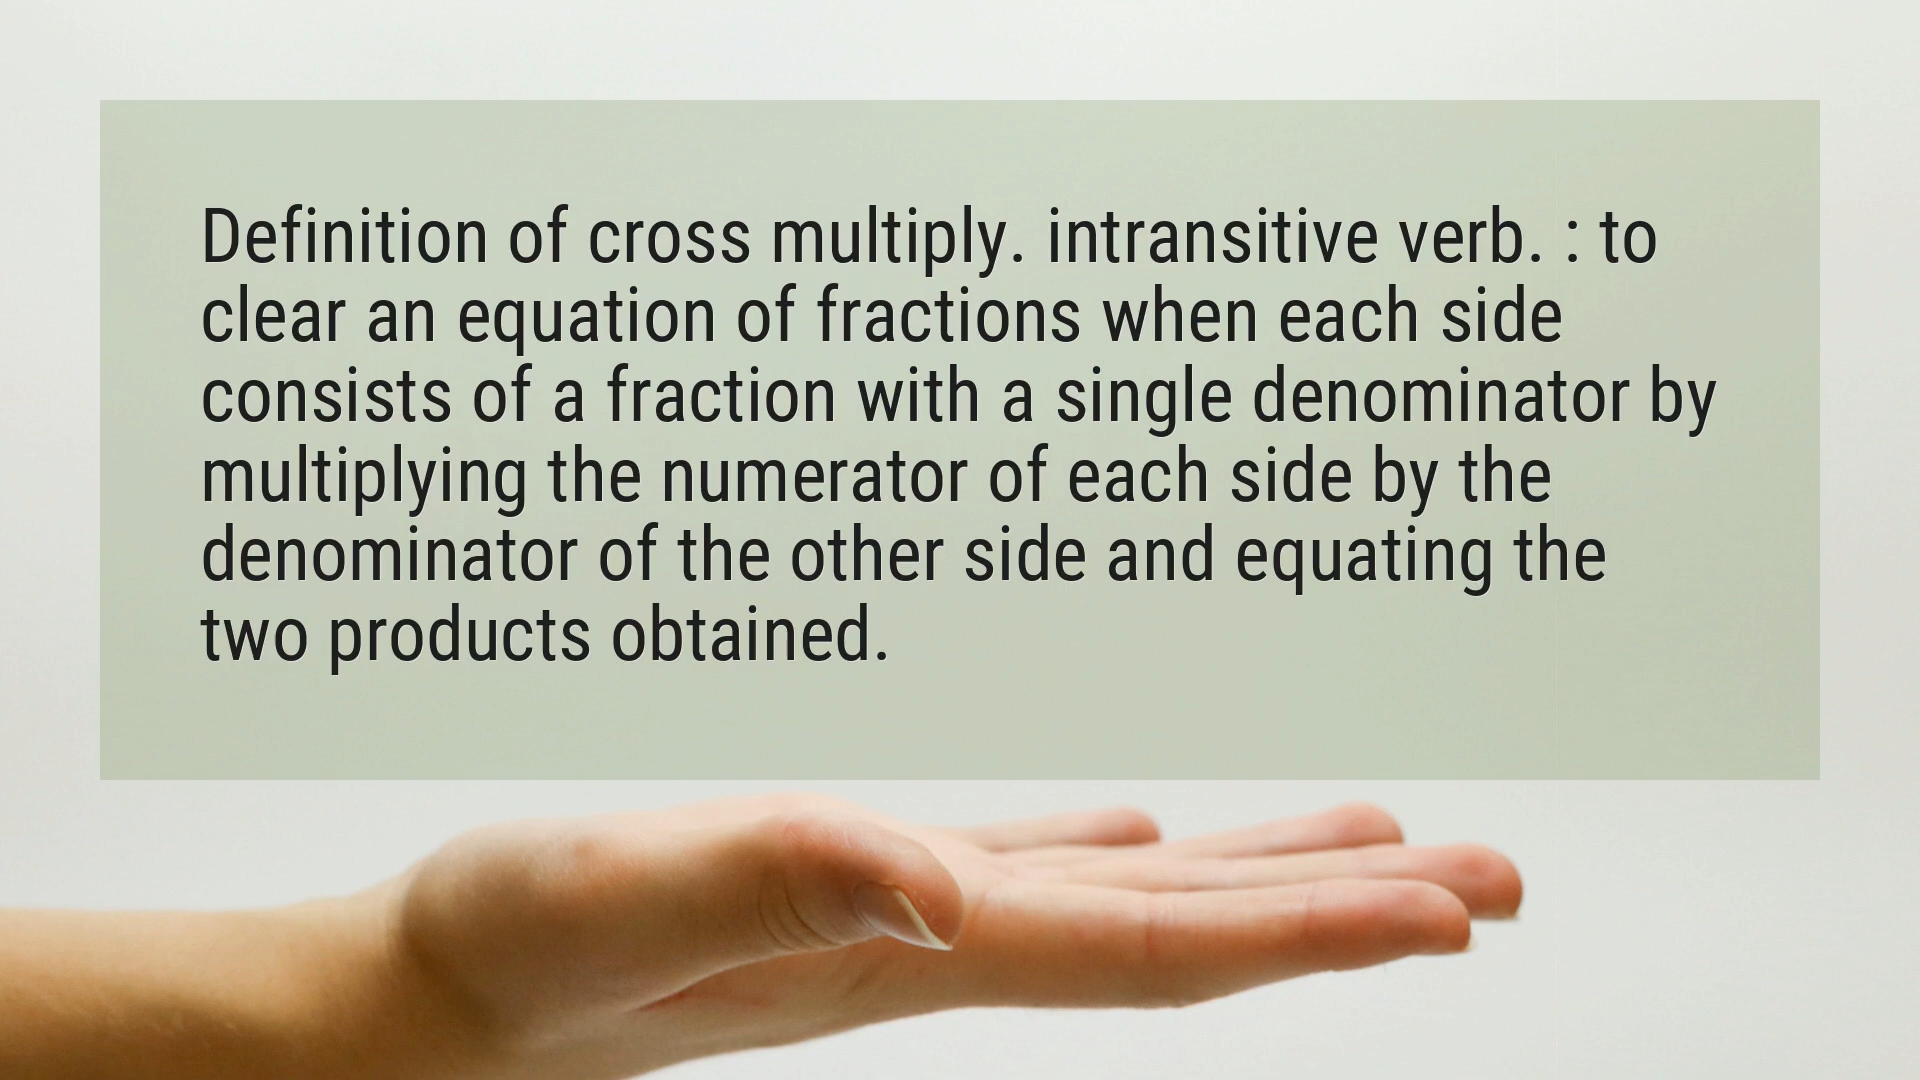 Definition of cross multiply. intransitive verb. : to
clear an equation of fractions when each side
consists of a fraction with a single denominator by
multiplying the numerator of each side by the
denominator of the other side and equating the
two products obtained.